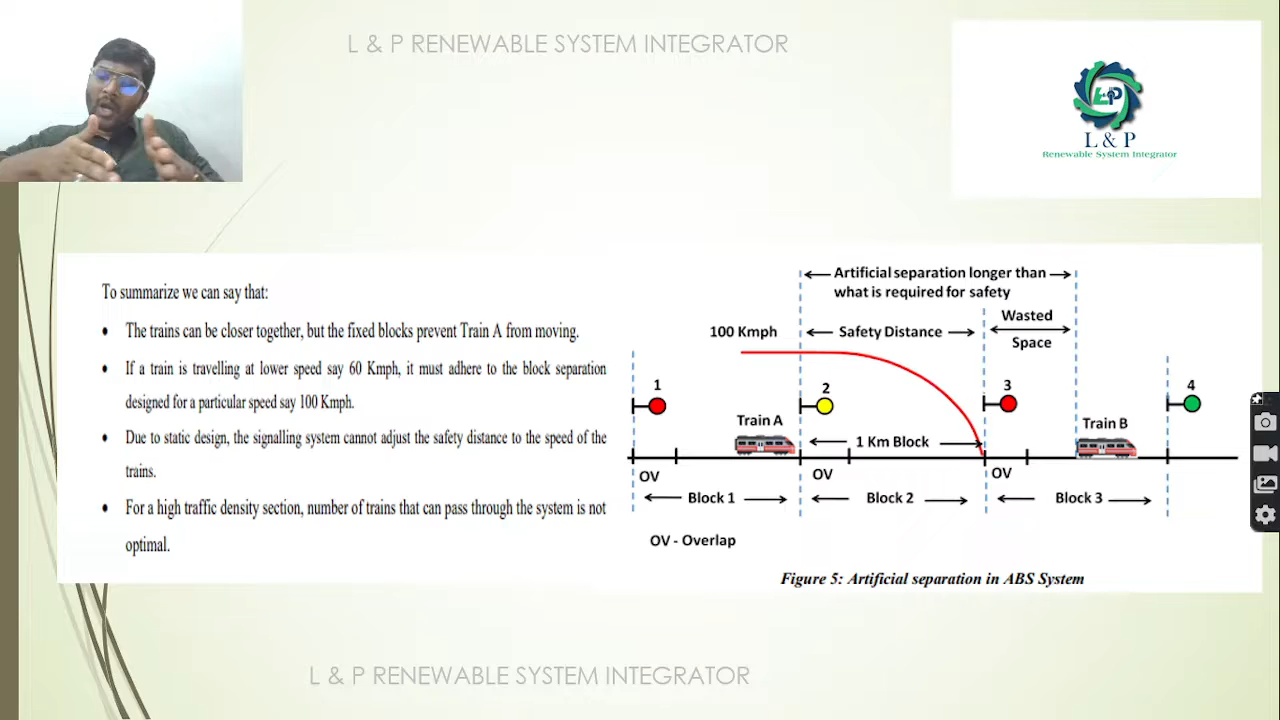 L & P RENEWABLE SYSTEM INTEGRATOR
L&P
L & P
Renewable System Integrator
To summarize we can say that:
The trains can be closer together, but the fixed blocks prevent Train A from moving.
If a train is travelling at lower speed say 60 Kmph, it must adhere to the block separation
designed for a particular speed say 100 Kmph.
Due to static design, the signalling system cannot adjust the safety distance to the speed of the
trains.
For a high traffic density section, number of trains that can pass through the system is not
optimal.
Artificial separation longer than
what is required for safety
100 Kmph
Safety Distance
Wasted
Space
1
2
3
4
Train A
1 Km Block
Train B
OV
OV
OV
Block 1
Block 2
Block 3
OV - Overlap
Figure 5: Artificial separation in ABS System
L & P RENEWABLE SYSTEM INTEGRATOR